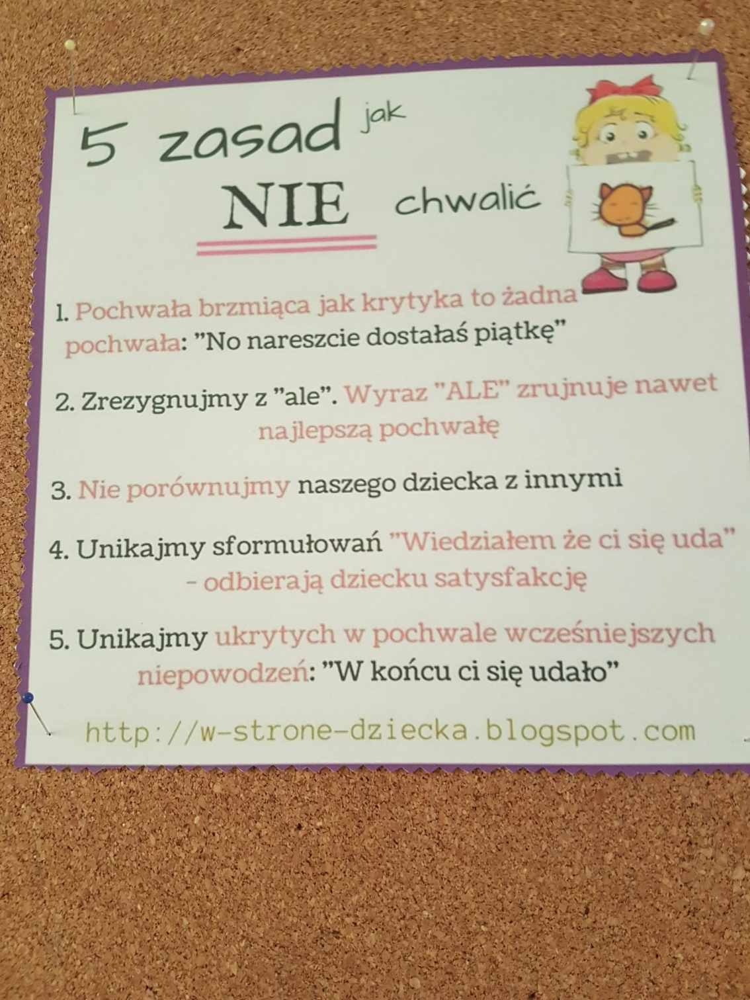 5 zasad jak
NIE chwalić
1. Pochwała brzmiąca jak krytyka to żadna
pochwała: ”No nareszcie dostałaś piątkę”
2. Zrezygnujmy z ”ale”. Wyraz ”ALE” zrujnuje nawet
najlepszą pochwałę
3. Nie porównujmy naszego dziecka z innymi
4. Unikajmy sformułowań ”Wiedziałem że ci się uda”
- odbierają dziecku satysfakcję
5. Unikajmy ukrytych w pochwale wcześniejszych
niepowodzeń: ”W końcu ci się udało”
http://w-strone-dziecka.blogspot.com